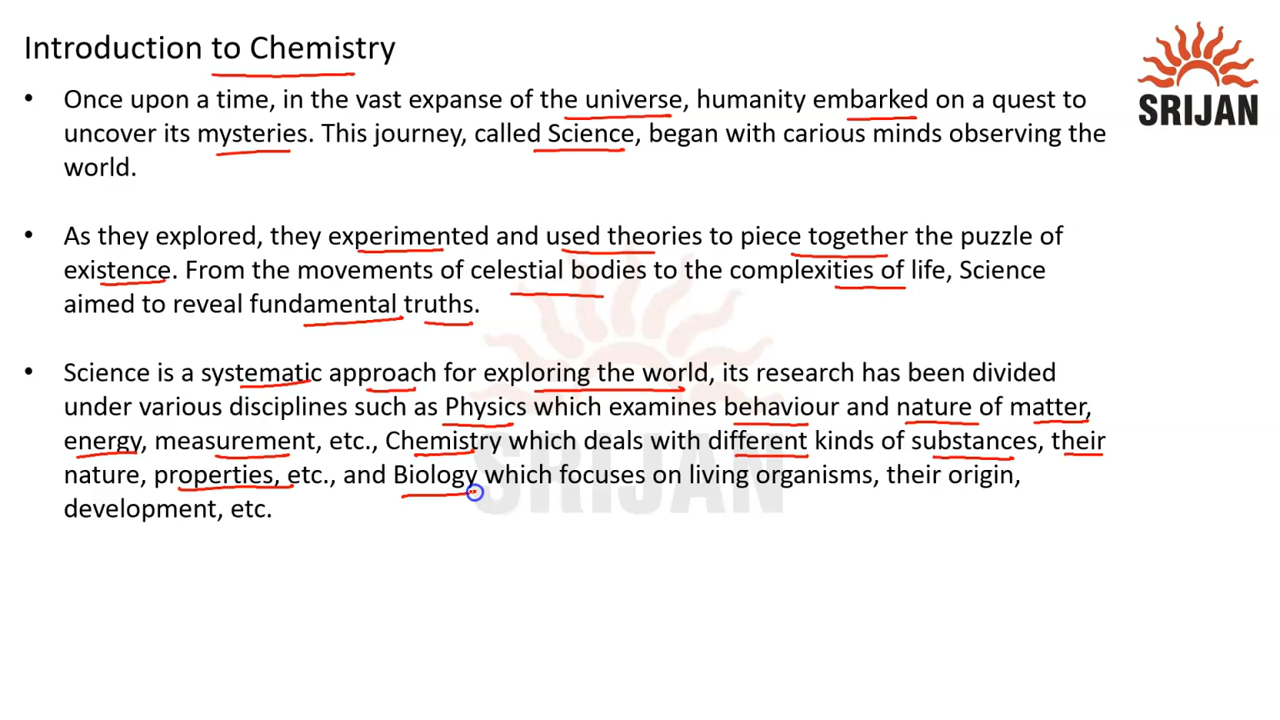 Introduction to Chemistry
SRIJAN
• Once upon a time, in the vast expanse of the universe, humanity embarked on a quest to
uncover its mysteries. This journey, called Science, began with carious minds observing the
world.
• As they explored, they experimented and used theories to piece together the puzzle of
existence. From the movements of celestial bodies to the complexities of life, Science
aimed to reveal fundamental truths.
• Science is a systematic approach for exploring the world, its research has been divided
under various disciplines such as Physics which examines behaviour and nature of matter,
energy, measurement, etc., Chemistry which deals with different kinds of substances, their
nature, properties, etc., and Biology which focuses on living organisms, their origin,
development, etc.
SRIJAN